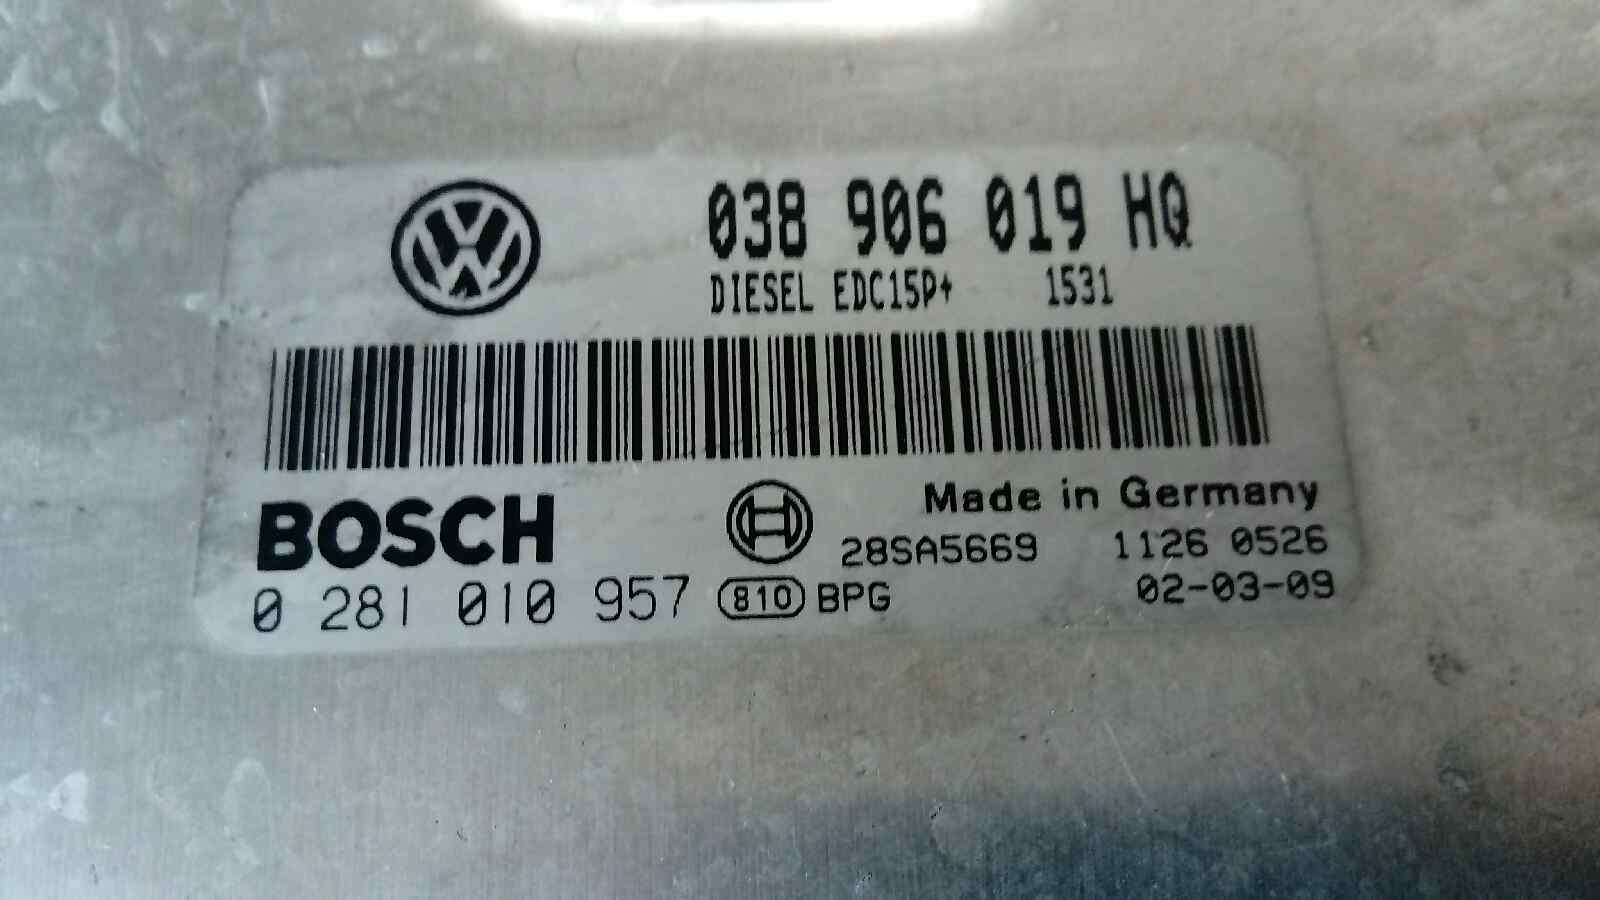 038 906 019 HQ
DIESEL EDC15P+ 1531
BOSCH
Made in Germany
28SA5669 1126 0526
0 281 010 957 810 BPG 02-03-09